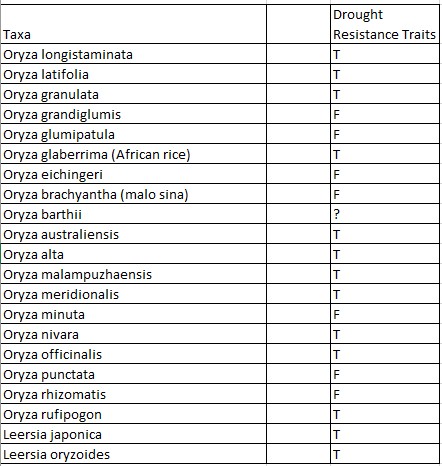 Taxa Drought
Resistance Traits
Oryza longistaminata T
Oryza latifolia T
Oryza granulata T
Oryza grandiglumis F
Oryza glumipatula F
Oryza glaberrima (African rice) T
Oryza eichingeri F
Oryza brachyantha (malo sina) F
Oryza barthii ?
Oryza australiensis T
Oryza alta T
Oryza malampuzhaensis T
Oryza meridionalis T
Oryza minuta F
Oryza nivara T
Oryza officinalis T
Oryza punctata F
Oryza rhizomatis F
Oryza rufipogon T
Leersia japonica T
Leersia oryzoides T